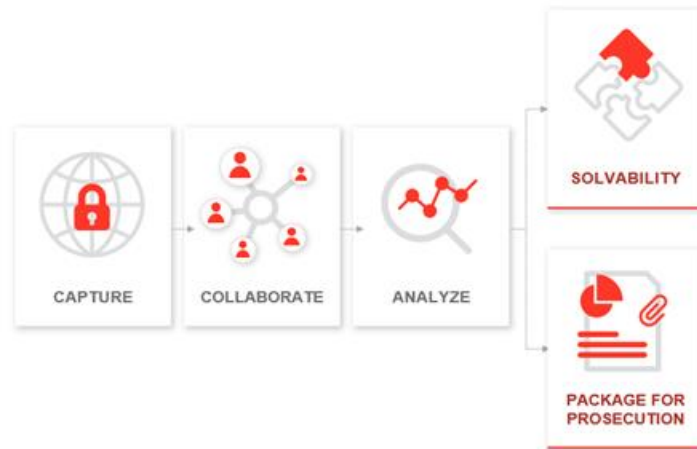 CAPTURE
COLLABORATE
ANALYZE
SOLVABILITY
PACKAGE FOR
PROSECUTION